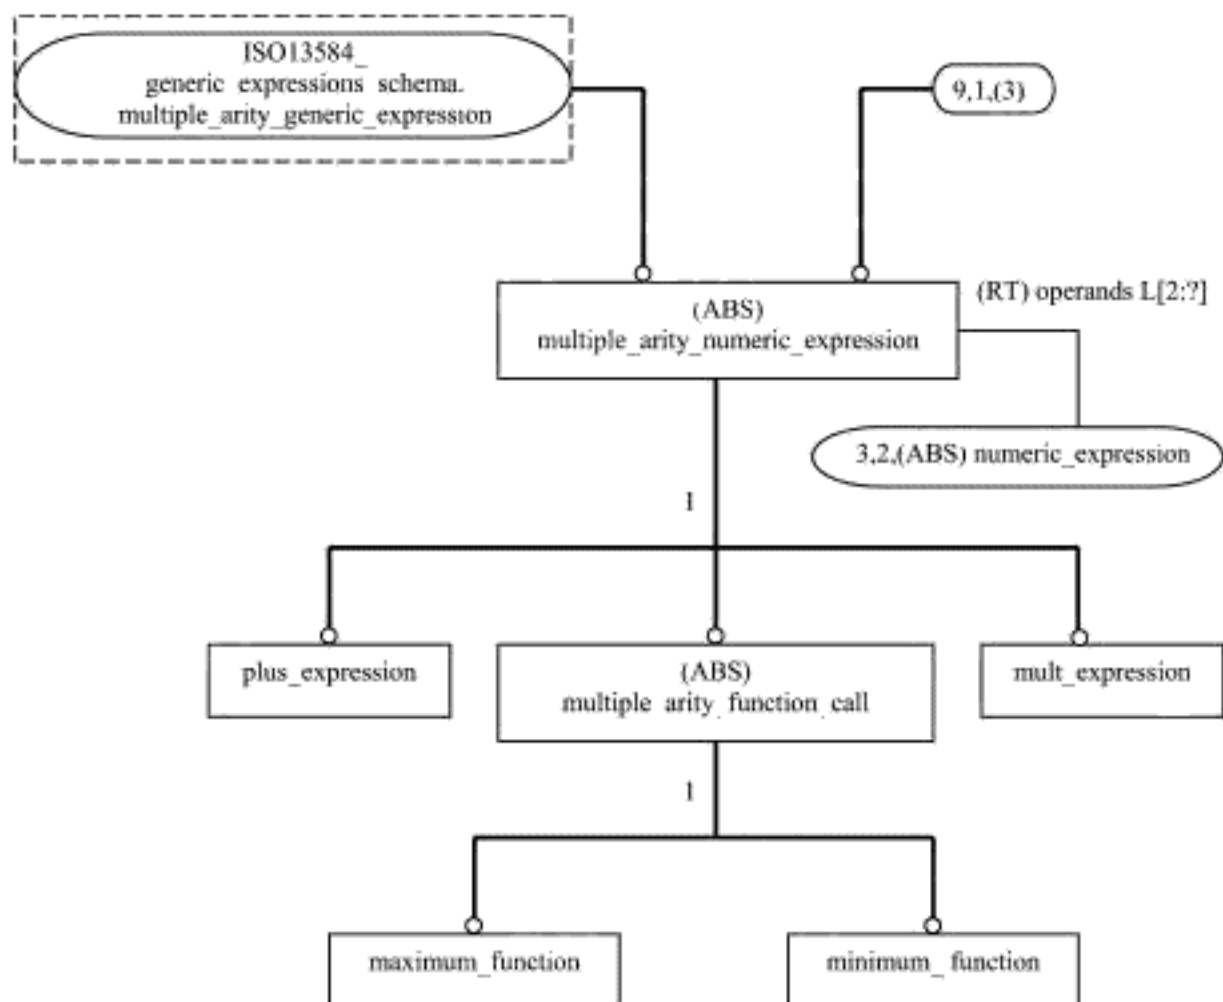 ISO13584_
generic expressions schema.
multiple_arity_generic_expression
9,1,(3)
(RT) operands L[2:?]
(ABS)
multiple_arity_numeric_expression
3,2,(ABS) numeric_expression
1
plus_expression
(ABS)
multiple arity function call
mult_expression
1
maximum_function
minimum_ function